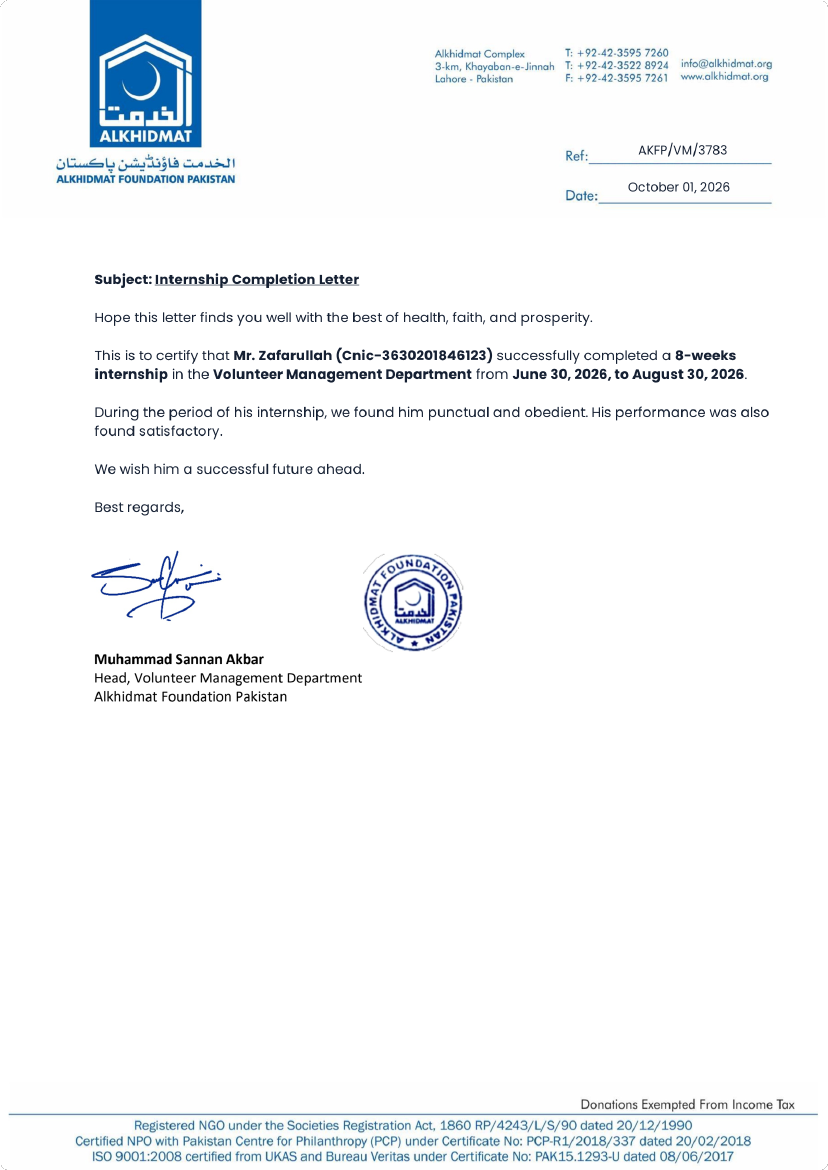 الخدمت
ALKHIDMAT
الخدمت فاؤنڈیشن پاکستان
ALKHIDMAT FOUNDATION PAKISTAN
Alkhidmat Complex
3-km, Khayaban-e-Jinnah
Lahore - Pakistan
T: +92-42-3595 7260
T: +92-42-3522 8924
F: +92-42-3595 7261
info@alkhidmat.org
www.alkhidmat.org
Ref: AKFP/VM/3783
Date: October 01, 2026
Subject: Internship Completion Letter
Hope this letter finds you well with the best of health, faith, and prosperity.
This is to certify that Mr. Zafarullah (Cnic-3630201846123) successfully completed a 8-weeks
internship in the Volunteer Management Department from June 30, 2026, to August 30, 2026.
During the period of his internship, we found him punctual and obedient. His performance was also
found satisfactory.
We wish him a successful future ahead.
Best regards,
ALKHIDMAT FOUNDATION PAKISTAN
الخدمت
ALKHIDMAT
Muhammad Sannan Akbar
Head, Volunteer Management Department
Alkhidmat Foundation Pakistan
Donations Exempted From Income Tax
Registered NGO under the Societies Registration Act, 1860 RP/4243/L/S/90 dated 20/12/1990
Certified NPO with Pakistan Centre for Philanthropy (PCP) under Certificate No: PCP-R1/2018/337 dated 20/02/2018
ISO 9001:2008 certified from UKAS and Bureau Veritas under Certificate No: PAK15.1293-U dated 08/06/2017